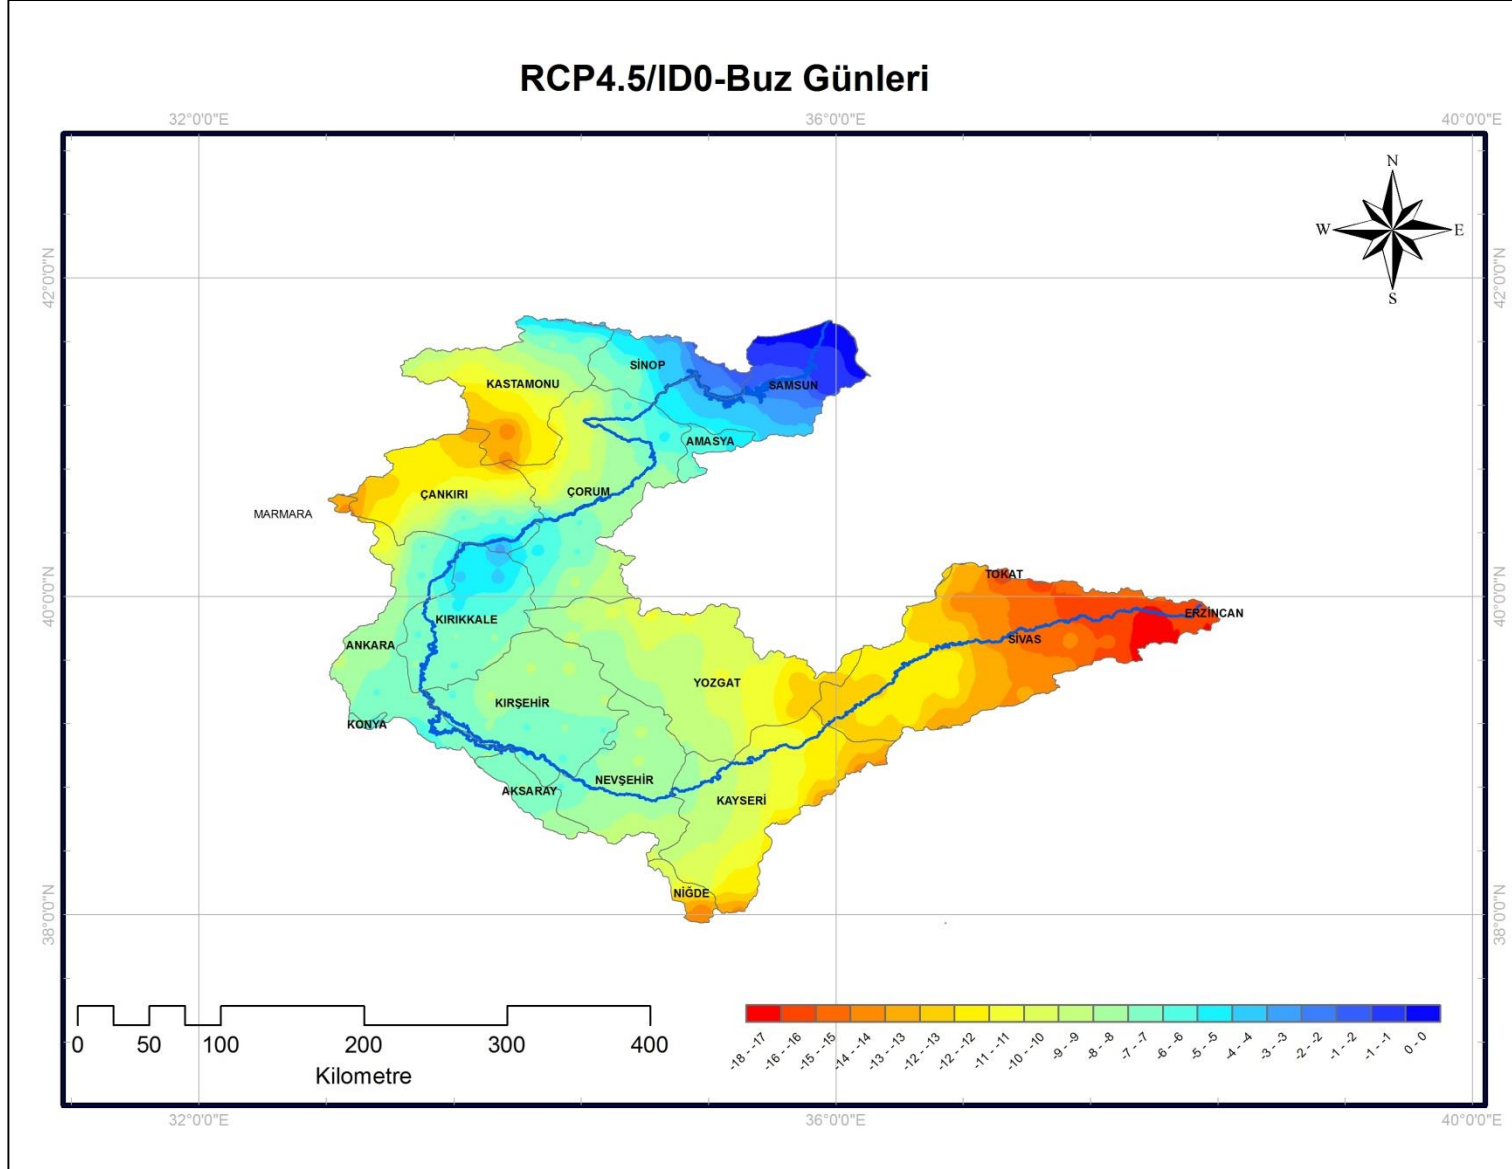 RCP4.5/ID0-Buz Günleri
32°0'0"E 36°0'0"E 40°0'0"E
N
W E
S
42°0'0"N 42°0'0"N
SİNOP
KASTAMONU SAMSUN
AMASYA
ÇANKIRI ÇORUM
MARMARA
TOKAT
40°0'0"N 40°0'0"N
ERZİNCAN
KIRIKKALE
SİVAS
ANKARA
YOZGAT
KIRŞEHİR
KONYA
NEVŞEHİR
AKSARAY
KAYSERİ
NİĞDE
38°0'0"N 38°0'0"N
0 50 100 200 300 400
Kilometre
-18 - -17
-16 - -16
-15 - -15
-14 - -14
-13 - -13
-12 - -13
-12 - -12
-11 - -11
-10 - -10
-9 - -9
-8 - -8
-7 - -7
-6 - -6
-5 - -5
-4 - -4
-3 - -3
-2 - -2
-1 - -2
-1 - -1
0 - 0
32°0'0"E 36°0'0"E 40°0'0"E